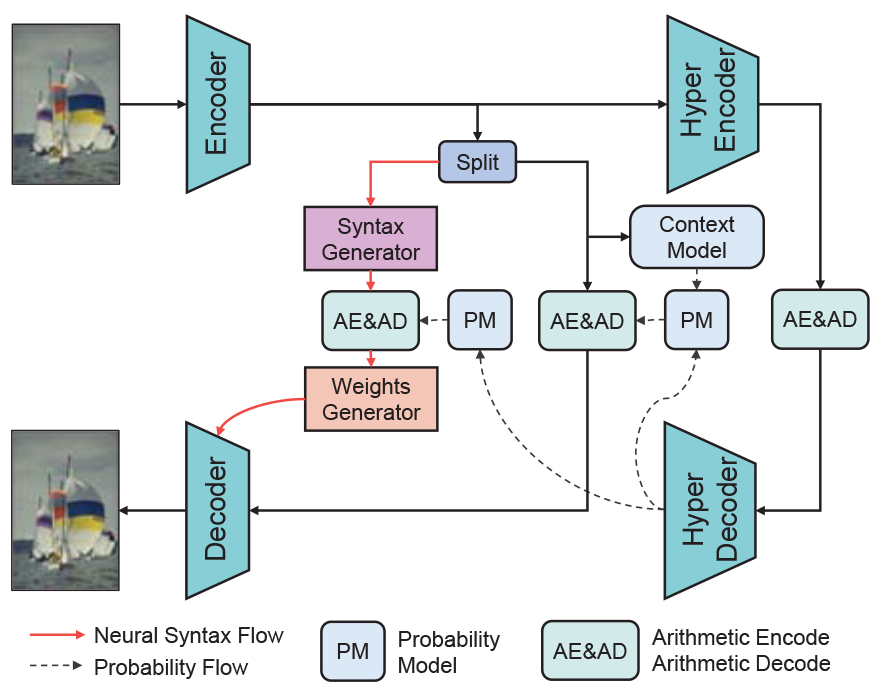 Encoder
Hyper
Encoder
Split
Syntax
Generator
Context
Model
AE&AD
PM
AE&AD
PM
AE&AD
Weights
Generator
Decoder
Hyper
Decoder
Neural Syntax Flow
Probability Flow
PM
Probability
Model
AE&AD
Arithmetic Encode
Arithmetic Decode